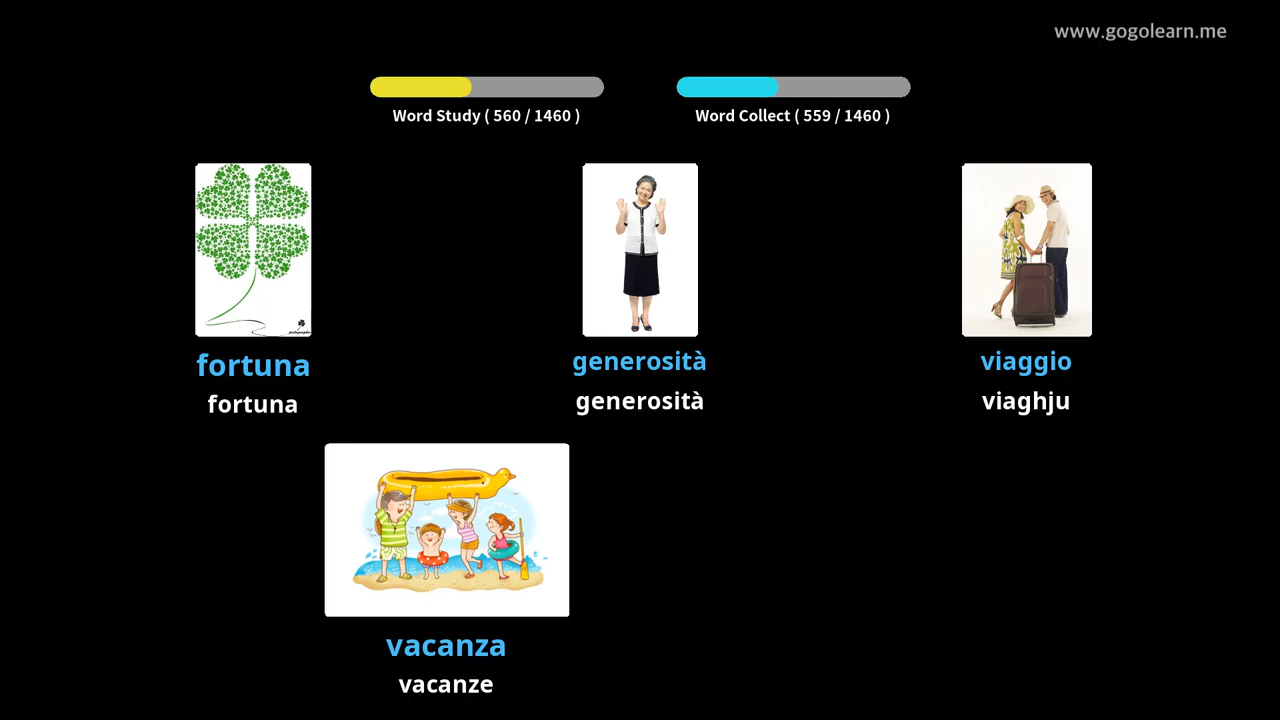 www.gogolearn.me
Word Study ( 560 / 1460 )
Word Collect ( 559 / 1460 )
fortuna
fortuna
generosità
generosità
viaggio
viaghju
vacanza
vacanze